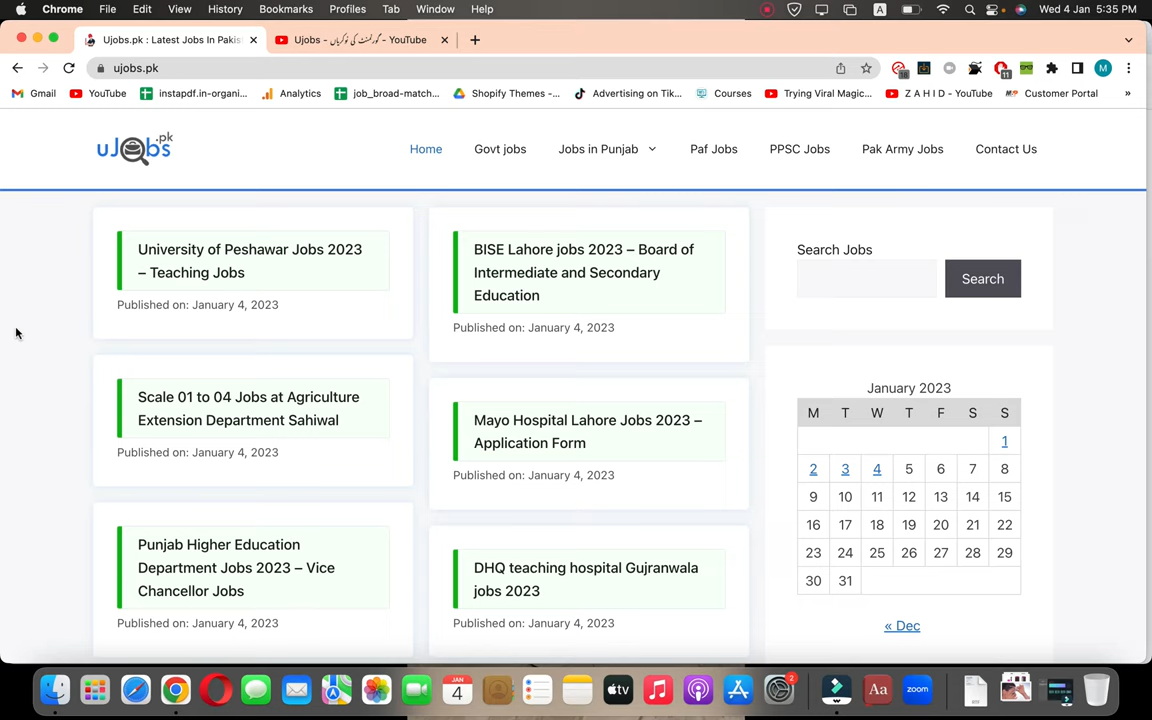 Chrome File Edit View History Bookmarks Profiles Tab Window Help A Wed 4 Jan 5:35 PM
Ujobs.pk : Latest Jobs In Pakis Ujobs - گورنمنٹ کی نوکریاں - YouTube
ujobs.pk M
Gmail YouTube instapdf.in-organi... Analytics job_broad-match... Shopify Themes -... Advertising on Tik... Courses Trying Viral Magic... Z A H I D - YouTube Customer Portal »
uJobs.pk
Home Govt jobs Jobs in Punjab Paf Jobs PPSC Jobs Pak Army Jobs Contact Us
University of Peshawar Jobs 2023
– Teaching Jobs
Published on: January 4, 2023
BISE Lahore jobs 2023 – Board of
Intermediate and Secondary
Education
Published on: January 4, 2023
Scale 01 to 04 Jobs at Agriculture
Extension Department Sahiwal
Published on: January 4, 2023
Mayo Hospital Lahore Jobs 2023 –
Application Form
Published on: January 4, 2023
Punjab Higher Education
Department Jobs 2023 – Vice
Chancellor Jobs
Published on: January 4, 2023
DHQ teaching hospital Gujranwala
jobs 2023
Published on: January 4, 2023
Search Jobs
Search
January 2023
M T W T F S S
1
2 3 4 5 6 7 8
9 10 11 12 13 14 15
16 17 18 19 20 21 22
23 24 25 26 27 28 29
30 31
« Dec
JAN
4
tv
2
Aa
zoom